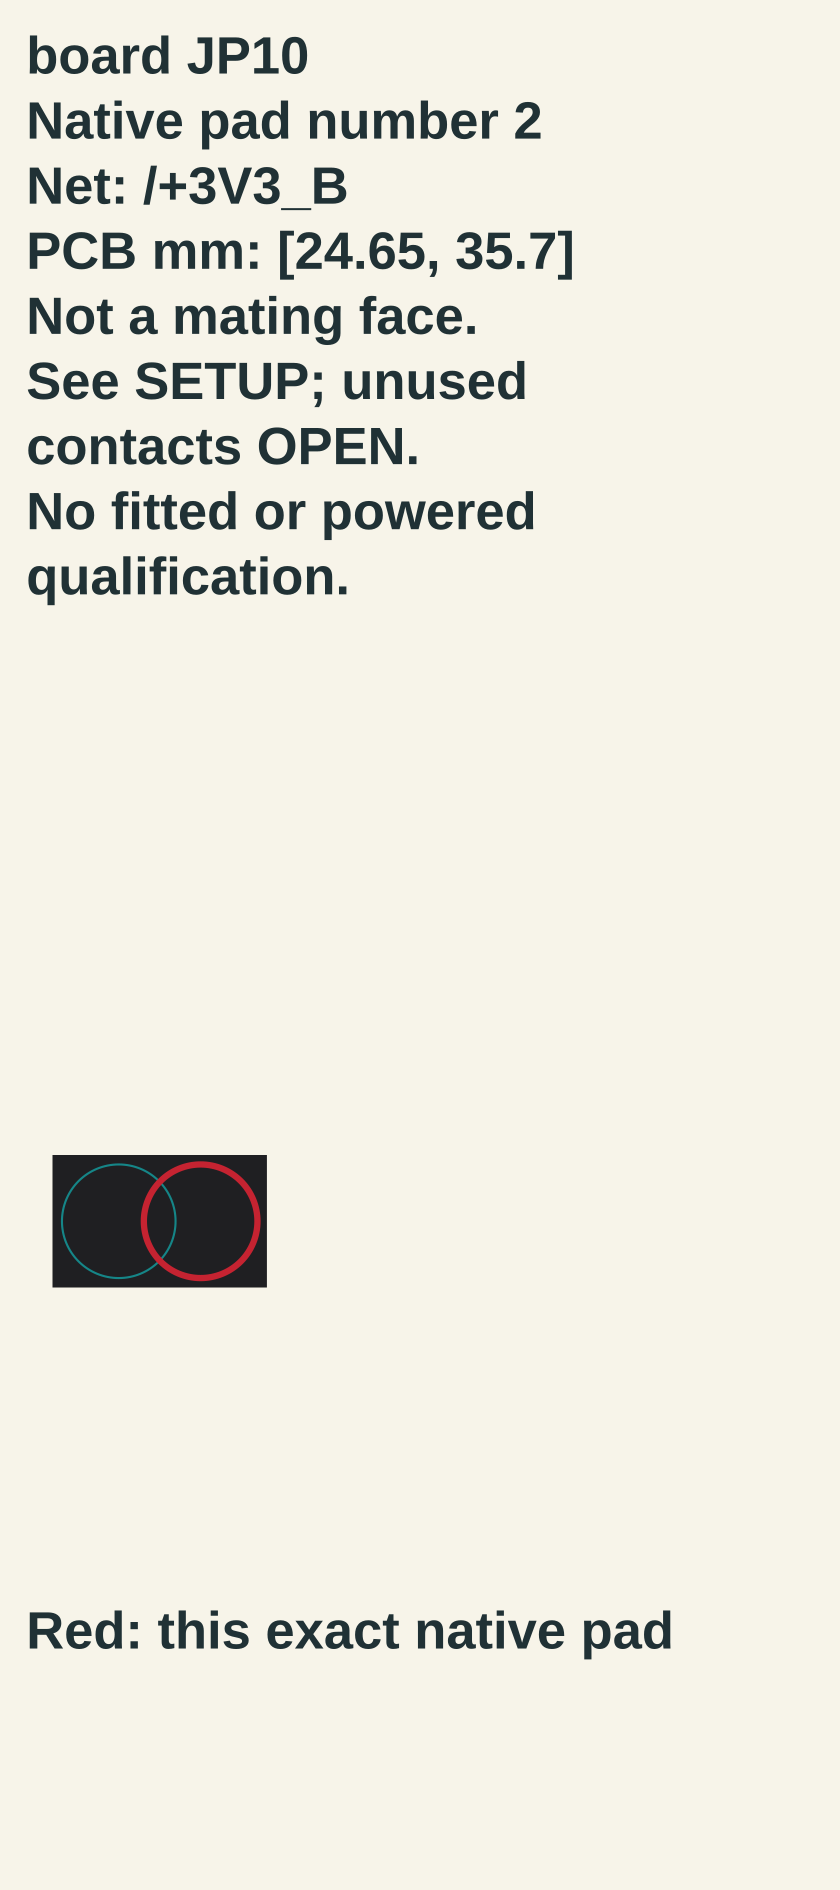 board JP10
Native pad number 2
Net: /+3V3_B
PCB mm: [24.65, 35.7]
Not a mating face.
See SETUP; unused
contacts OPEN.
No fitted or powered
qualification.
Red: this exact native pad